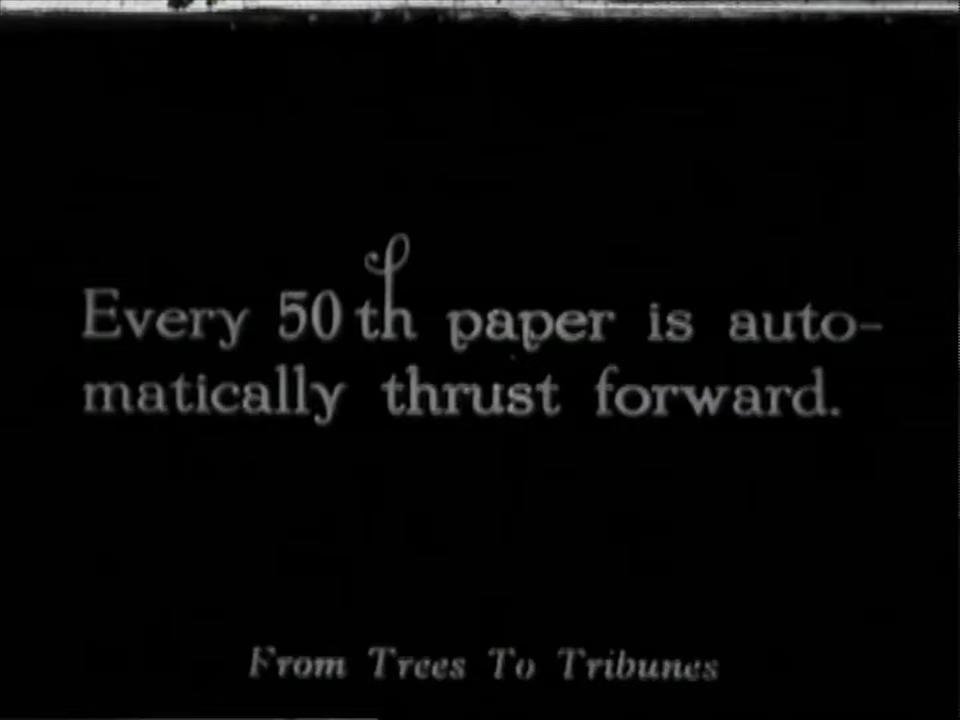 Every 50th paper is auto-
matically thrust forward.
From Trees To Tribunes